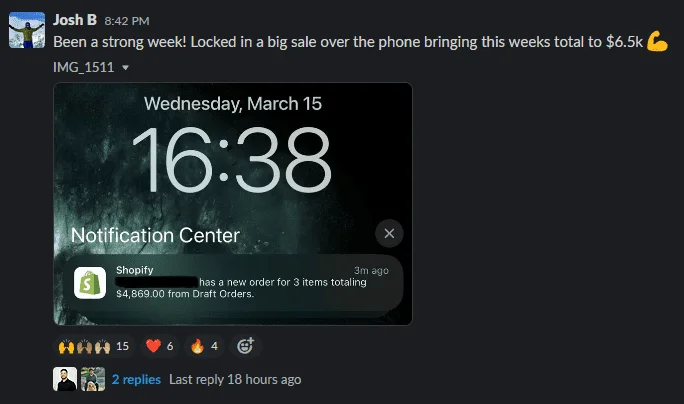 Josh B 8:42 PM
Been a strong week! Locked in a big sale over the phone bringing this weeks total to $6.5k
IMG_1511
Wednesday, March 15
16:38
Notification Center
Shopify 3m ago
has a new order for 3 items totaling
$4,869.00 from Draft Orders.
15 6 4
2 replies Last reply 18 hours ago